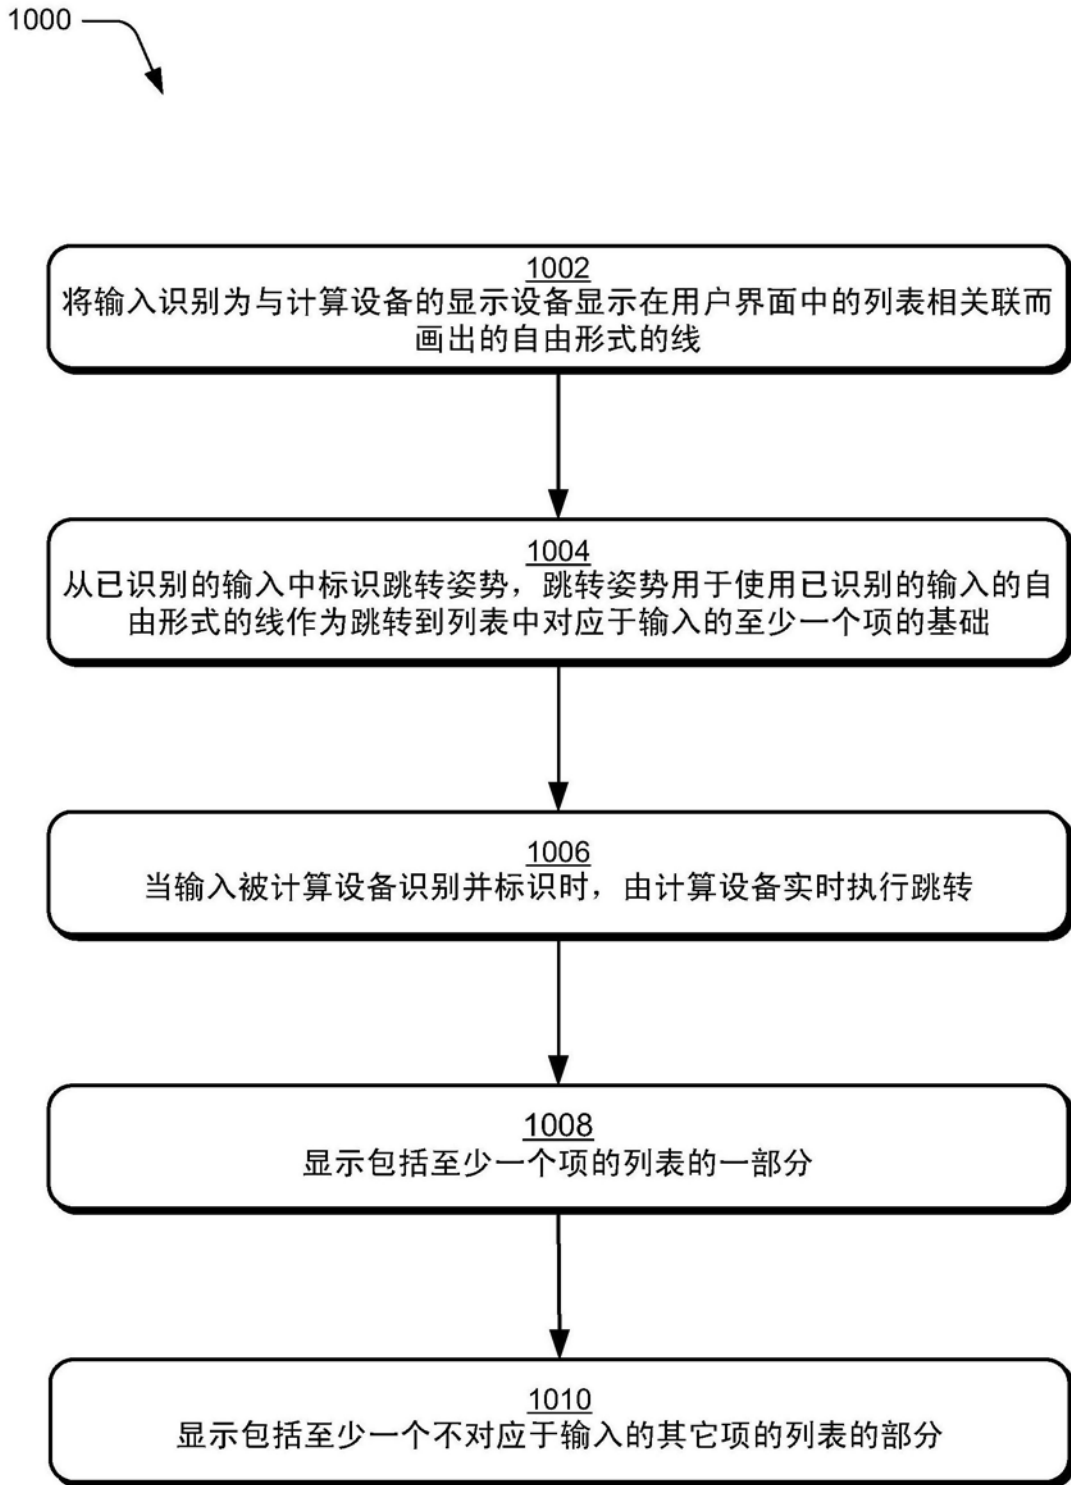 1000
1002
将输入识别为与计算设备的显示设备显示在用户界面中的列表相关联而
画出的自由形式的线
1004
从已识别的输入中标识跳转姿势，跳转姿势用于使用已识别的输入的自
由形式的线作为跳转到列表中对应于输入的至少一个项的基础
1006
当输入被计算设备识别并标识时，由计算设备实时执行跳转
1008
显示包括至少一个项的列表的一部分
1010
显示包括至少一个不对应于输入的其它项的列表的部分